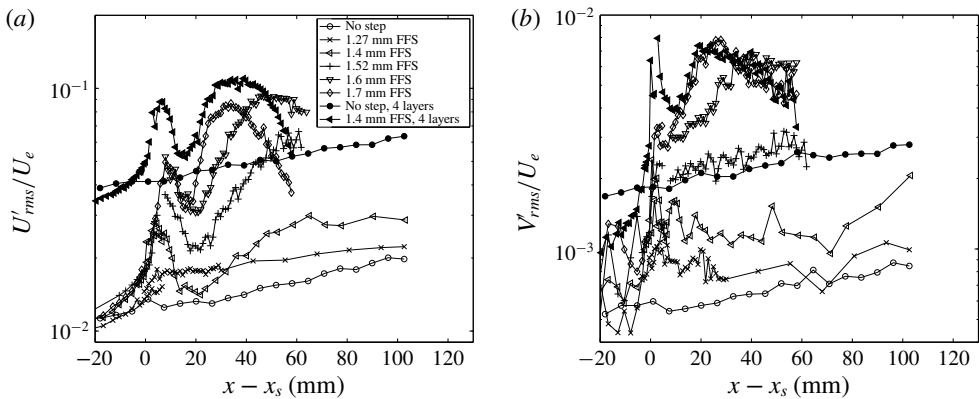 (a)
10⁻¹
10⁻²
U′rms/Ue
−20 0 20 40 60 80 100 120
x − xs (mm)
No step
1.27 mm FFS
1.4 mm FFS
1.52 mm FFS
1.6 mm FFS
1.7 mm FFS
No step, 4 layers
1.4 mm FFS, 4 layers
(b)
10⁻²
10⁻³
V′rms/Ue
−20 0 20 40 60 80 100 120
x − xs (mm)